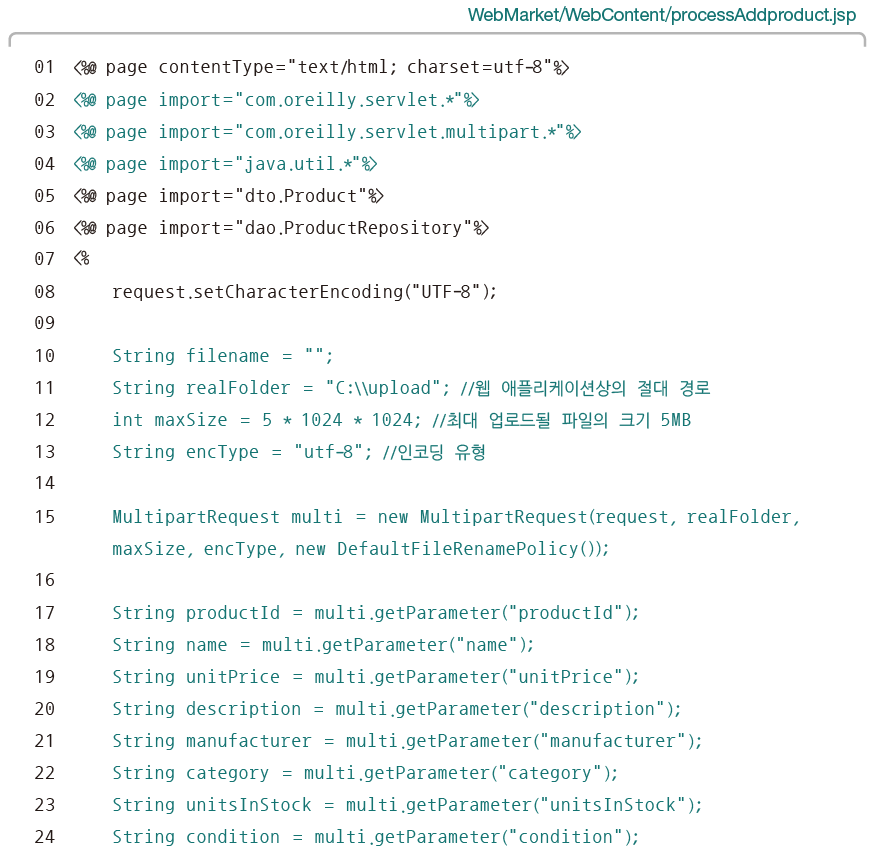 WebMarket/WebContent/processAddproduct.jsp
01 <%@ page contentType="text/html; charset=utf-8"%>
02 <%@ page import="com.oreilly.servlet.*"%>
03 <%@ page import="com.oreilly.servlet.multipart.*"%>
04 <%@ page import="java.util.*"%>
05 <%@ page import="dto.Product"%>
06 <%@ page import="dao.ProductRepository"%>
07 <%
08 request.setCharacterEncoding("UTF-8");
09
10 String filename = "";
11 String realFolder = "C:\\upload"; //웹 애플리케이션상의 절대 경로
12 int maxSize = 5 * 1024 * 1024; //최대 업로드될 파일의 크기 5MB
13 String encType = "utf-8"; //인코딩 유형
14
15 MultipartRequest multi = new MultipartRequest(request, realFolder,
maxSize, encType, new DefaultFileRenamePolicy());
16
17 String productId = multi.getParameter("productId");
18 String name = multi.getParameter("name");
19 String unitPrice = multi.getParameter("unitPrice");
20 String description = multi.getParameter("description");
21 String manufacturer = multi.getParameter("manufacturer");
22 String category = multi.getParameter("category");
23 String unitsInStock = multi.getParameter("unitsInStock");
24 String condition = multi.getParameter("condition");